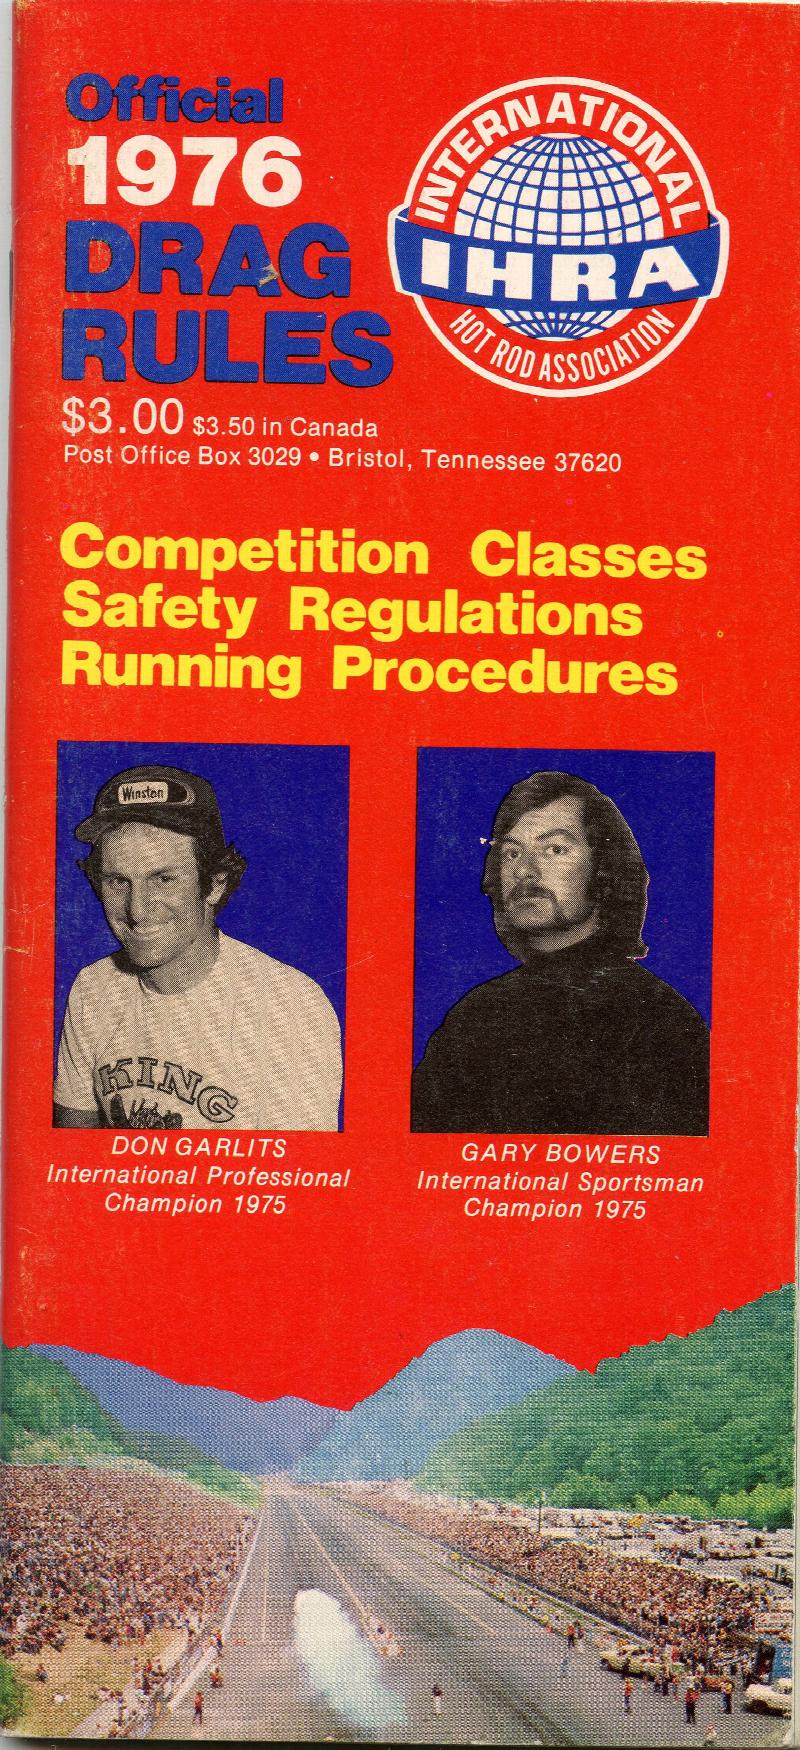 Official
1976
DRAG
RULES
INTERNATIONAL
IHRA
HOT ROD ASSOCIATION
$3.00 $3.50 in Canada
Post Office Box 3029 • Bristol, Tennessee 37620
Competition Classes
Safety Regulations
Running Procedures
Winston
KING
DON GARLITS
International Professional
Champion 1975
GARY BOWERS
International Sportsman
Champion 1975